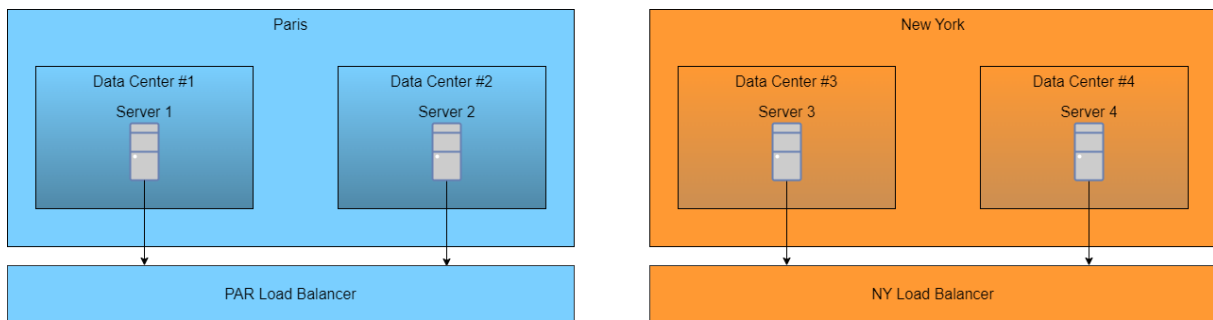 Paris
Data Center #1
Server 1
Data Center #2
Server 2
PAR Load Balancer
New York
Data Center #3
Server 3
Data Center #4
Server 4
NY Load Balancer